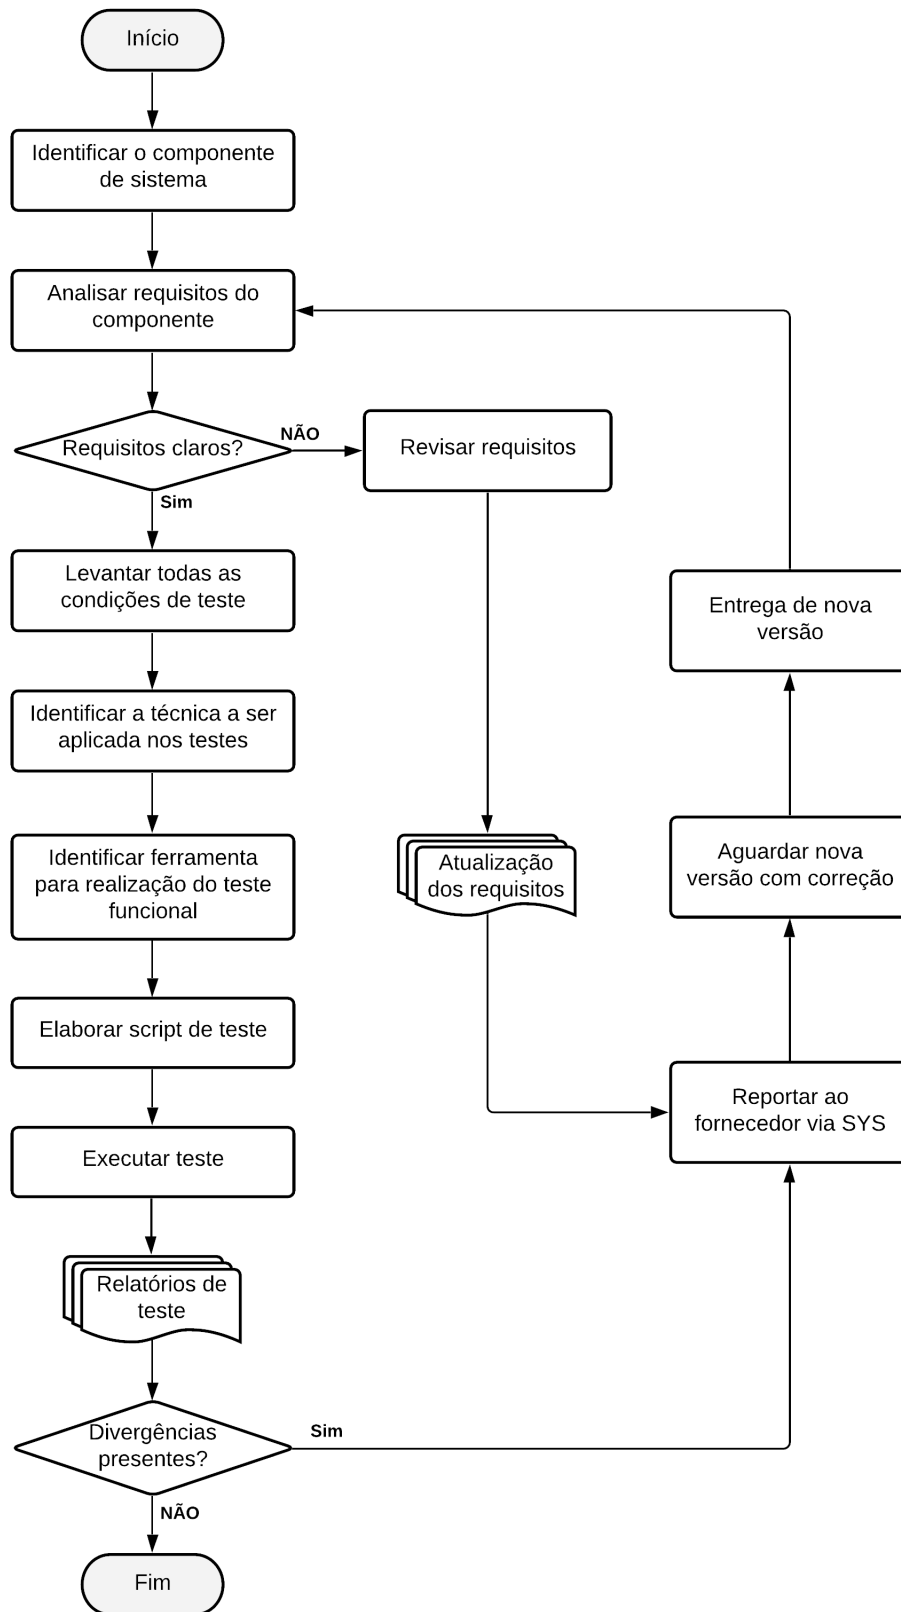 Início
Identificar o componente
de sistema
Analisar requisitos do
componente
Requisitos claros?
NÃO
Revisar requisitos
Sim
Levantar todas as
condições de teste
Entrega de nova
versão
Identificar a técnica a ser
aplicada nos testes
Identificar ferramenta
para realização do teste
funcional
Atualização
dos requisitos
Aguardar nova
versão com correção
Elaborar script de teste
Reportar ao
fornecedor via SYS
Executar teste
Relatórios de
teste
Divergências
presentes?
Sim
NÃO
Fim